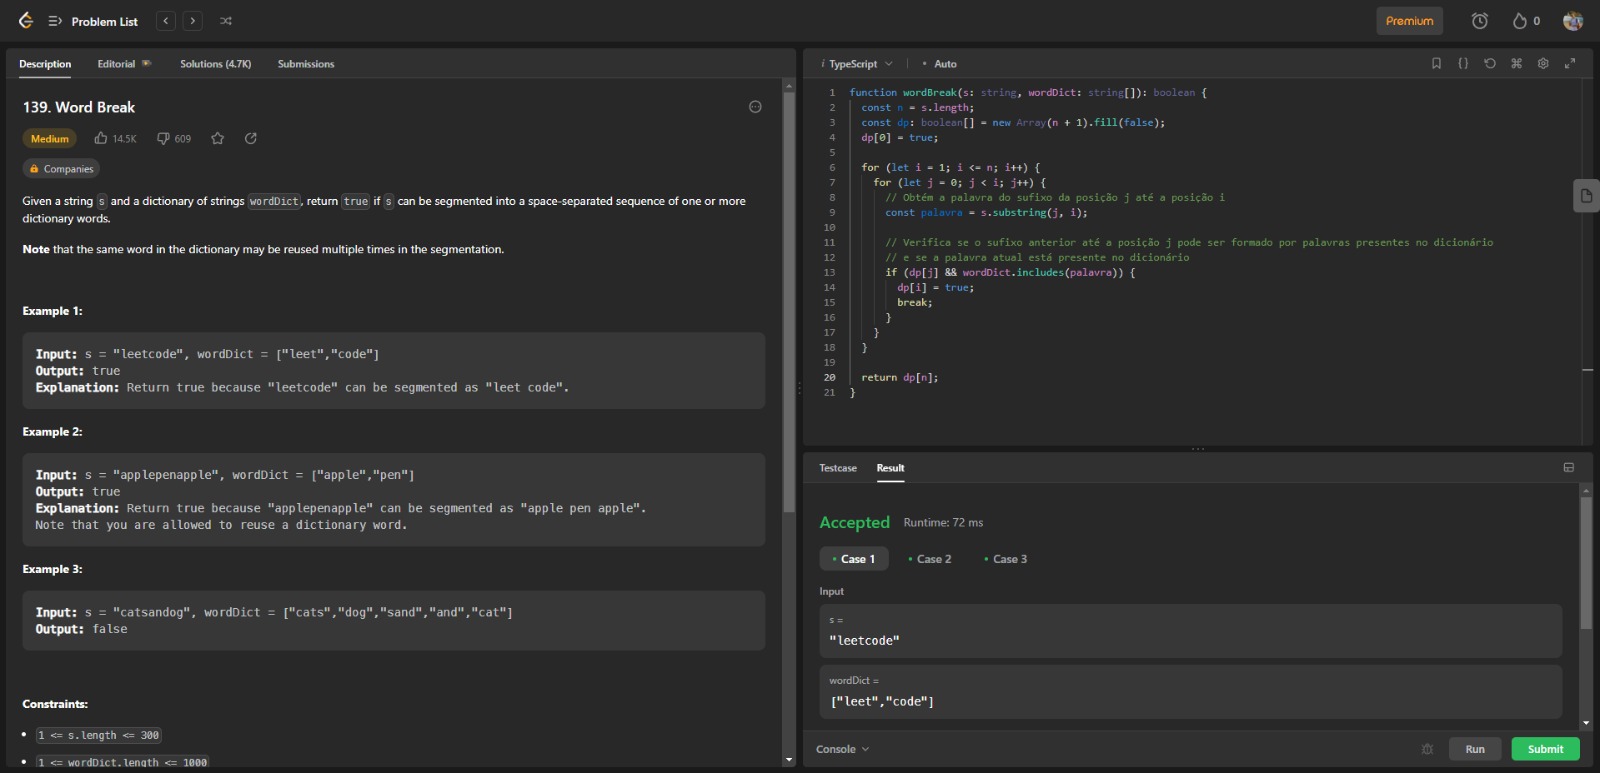 Problem List
Premium
0
Description
Editorial
Solutions (4.7K)
Submissions
139. Word Break
Medium
14.5K
609
Companies
Given a string s and a dictionary of strings wordDict, return true if s can be segmented into a space-separated sequence of one or more
dictionary words.
Note that the same word in the dictionary may be reused multiple times in the segmentation.
Example 1:
Input: s = "leetcode", wordDict = ["leet","code"]
Output: true
Explanation: Return true because "leetcode" can be segmented as "leet code".
Example 2:
Input: s = "applepenapple", wordDict = ["apple","pen"]
Output: true
Explanation: Return true because "applepenapple" can be segmented as "apple pen apple".
Note that you are allowed to reuse a dictionary word.
Example 3:
Input: s = "catsandog", wordDict = ["cats","dog","sand","and","cat"]
Output: false
Constraints:
• 1 <= s.length <= 300
• 1 <= wordDict.length <= 1000
i TypeScript
• Auto
1 function wordBreak(s: string, wordDict: string[]): boolean {
2 const n = s.length;
3 const dp: boolean[] = new Array(n + 1).fill(false);
4 dp[0] = true;
5
6 for (let i = 1; i <= n; i++) {
7 for (let j = 0; j < i; j++) {
8 // Obtém a palavra do sufixo da posição j até a posição i
9 const palavra = s.substring(j, i);
10
11 // Verifica se o sufixo anterior até a posição j pode ser formado por palavras presentes no dicionário
12 // e se a palavra atual está presente no dicionário
13 if (dp[j] && wordDict.includes(palavra)) {
14 dp[i] = true;
15 break;
16 }
17 }
18 }
19
20 return dp[n];
21 }
Testcase
Result
Accepted
Runtime: 72 ms
• Case 1
• Case 2
• Case 3
Input
s =
"leetcode"
wordDict =
["leet","code"]
Console
Run
Submit